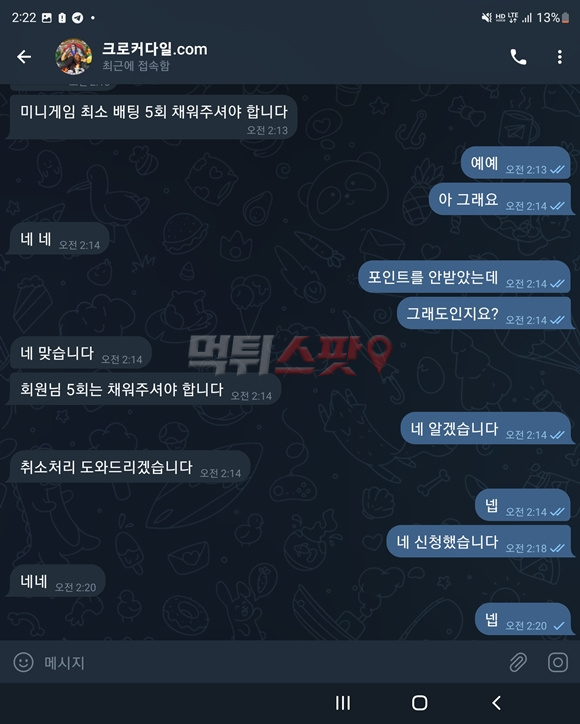 2:22
HD LTE 13%
크로커다일.com
최근에 접속함
미니게임 최소 배팅 5회 채워주셔야 합니다
오전 2:13
예예 오전 2:13
아 그래요 오전 2:14
네 네 오전 2:14
포인트를 안받았는데 오전 2:14
그래도인지요? 오전 2:14
먹튀스팟
네 맞습니다 오전 2:14
회원님 5회는 채워주셔야 합니다 오전 2:14
네 알겠습니다 오전 2:14
취소처리 도와드리겠습니다 오전 2:14
넵 오전 2:14
네 신청했습니다 오전 2:18
네네 오전 2:20
넵 오전 2:20
메시지